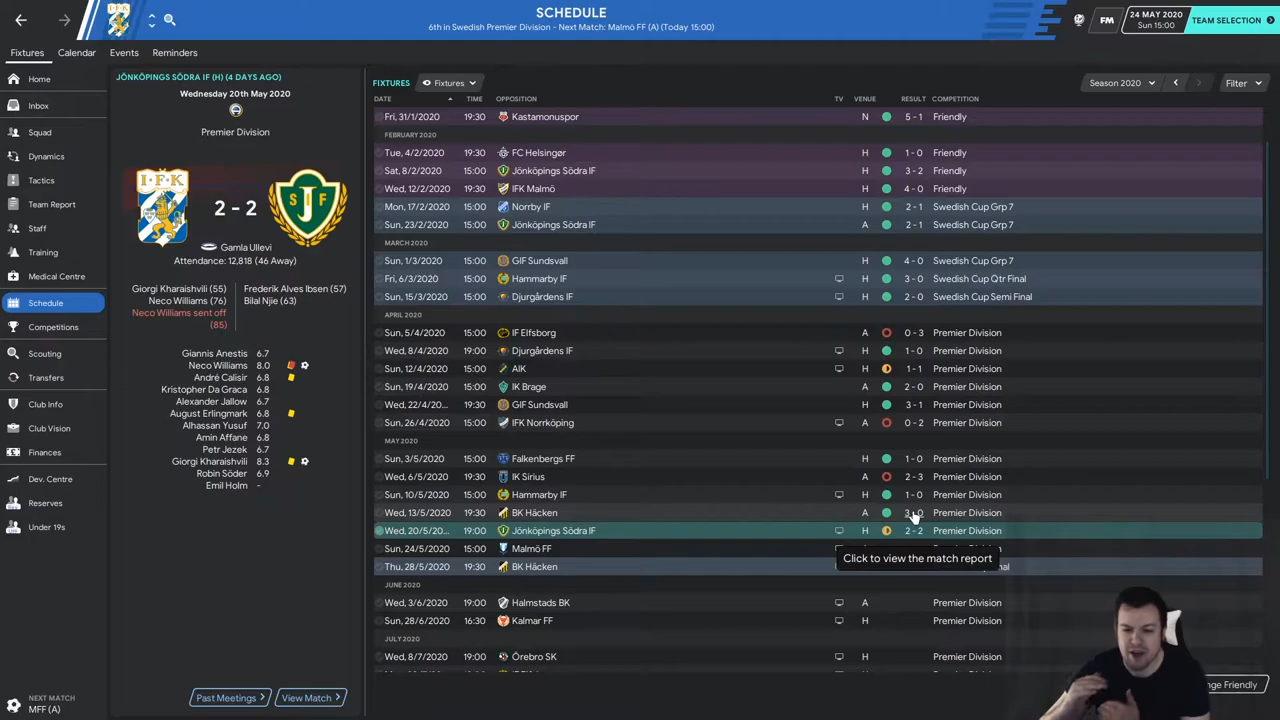 SCHEDULE
6th in Swedish Premier Division - Next Match: Malmö FF (A) (Today 15:00)
FM
24 MAY 2020
Sun 15:00
TEAM SELECTION
Fixtures Calendar Events Reminders
Home
Inbox
Squad
Dynamics
Tactics
Team Report
Staff
Training
Medical Centre
Schedule
Competitions
Scouting
Transfers
Club Info
Club Vision
Finances
Dev. Centre
Reserves
Under 19s
NEXT MATCH
MFF (A)
JÖNKÖPINGS SÖDRA IF (H) (4 DAYS AGO)
Wednesday 20th May 2020
Premier Division
2 - 2
Gamla Ullevi
Attendance: 12,818 (46 Away)
Giorgi Kharaishvili (55) Frederik Alves Ibsen (57)
Neco Williams (76) Bilal Njie (63)
Neco Williams sent off
(85)
Giannis Anestis 6.7
Neco Williams 8.0
André Calisir 6.8
Kristopher Da Graca 6.8
Alexander Jallow 6.7
August Erlingmark 6.8
Alhassan Yusuf 7.0
Amin Affane 6.8
Petr Jezek 6.7
Giorgi Kharaishvili 8.3
Robin Söder 6.9
Emil Holm -
Past Meetings View Match
FIXTURES Fixtures Season 2020 Filter
DATE TIME OPPOSITION TV VENUE RESULT COMPETITION
Fri, 31/1/2020 19:30 Kastamonuspor N 5 - 1 Friendly
FEBRUARY 2020
Tue, 4/2/2020 19:30 FC Helsingør H 1 - 0 Friendly
Sat, 8/2/2020 15:00 Jönköpings Södra IF H 3 - 2 Friendly
Wed, 12/2/2020 19:30 IFK Malmö H 4 - 0 Friendly
Mon, 17/2/2020 15:00 Norrby IF H 2 - 1 Swedish Cup Grp 7
Sun, 23/2/2020 15:00 Jönköpings Södra IF A 2 - 1 Swedish Cup Grp 7
MARCH 2020
Sun, 1/3/2020 15:00 GIF Sundsvall H 4 - 0 Swedish Cup Grp 7
Fri, 6/3/2020 15:00 Hammarby IF H 3 - 0 Swedish Cup Qtr Final
Sun, 15/3/2020 15:00 Djurgårdens IF H 2 - 0 Swedish Cup Semi Final
APRIL 2020
Sun, 5/4/2020 15:00 IF Elfsborg A 0 - 3 Premier Division
Wed, 8/4/2020 19:00 Djurgårdens IF H 1 - 0 Premier Division
Sun, 12/4/2020 15:00 AIK H 1 - 1 Premier Division
Sun, 19/4/2020 15:00 IK Brage A 2 - 0 Premier Division
Wed, 22/4/20... 19:30 GIF Sundsvall H 3 - 1 Premier Division
Sun, 26/4/2020 15:00 IFK Norrköping A 0 - 2 Premier Division
MAY 2020
Sun, 3/5/2020 15:00 Falkenbergs FF H 1 - 0 Premier Division
Wed, 6/5/2020 19:30 IK Sirius A 2 - 3 Premier Division
Sun, 10/5/2020 15:00 Hammarby IF H 1 - 0 Premier Division
Wed, 13/5/2020 19:30 BK Häcken A 3 - 0 Premier Division
Wed, 20/5/20... 19:00 Jönköpings Södra IF H 2 - 2 Premier Division
Sun, 24/5/2020 15:00 Malmö FF
Thu, 28/5/2020 19:30 BK Häcken
Click to view the match report
JUNE 2020
Wed, 3/6/2020 19:00 Halmstads BK A Premier Division
Sun, 28/6/2020 16:30 Kalmar FF H Premier Division
JULY 2020
Wed, 8/7/2020 19:00 Örebro SK H Premier Division
Friendly